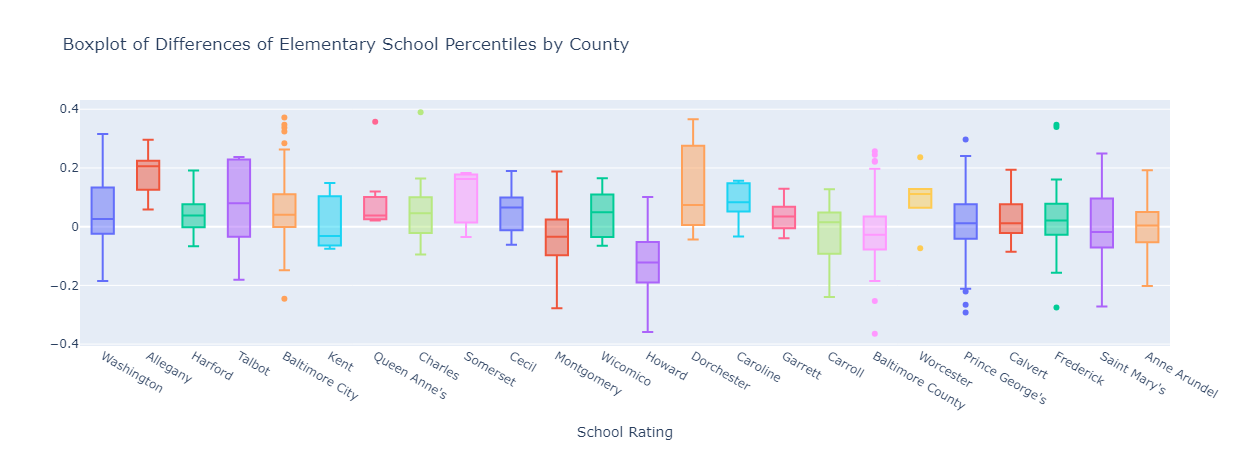 Boxplot of Differences of Elementary School Percentiles by County
0.4
0.2
0
−0.2
−0.4
Washington
Allegany
Harford
Talbot
Baltimore City
Kent
Queen Anne's
Charles
Somerset
Cecil
Montgomery
Wicomico
Howard
Dorchester
Caroline
Garrett
Carroll
Baltimore County
Worcester
Prince George's
Calvert
Frederick
Saint Mary's
Anne Arundel
School Rating